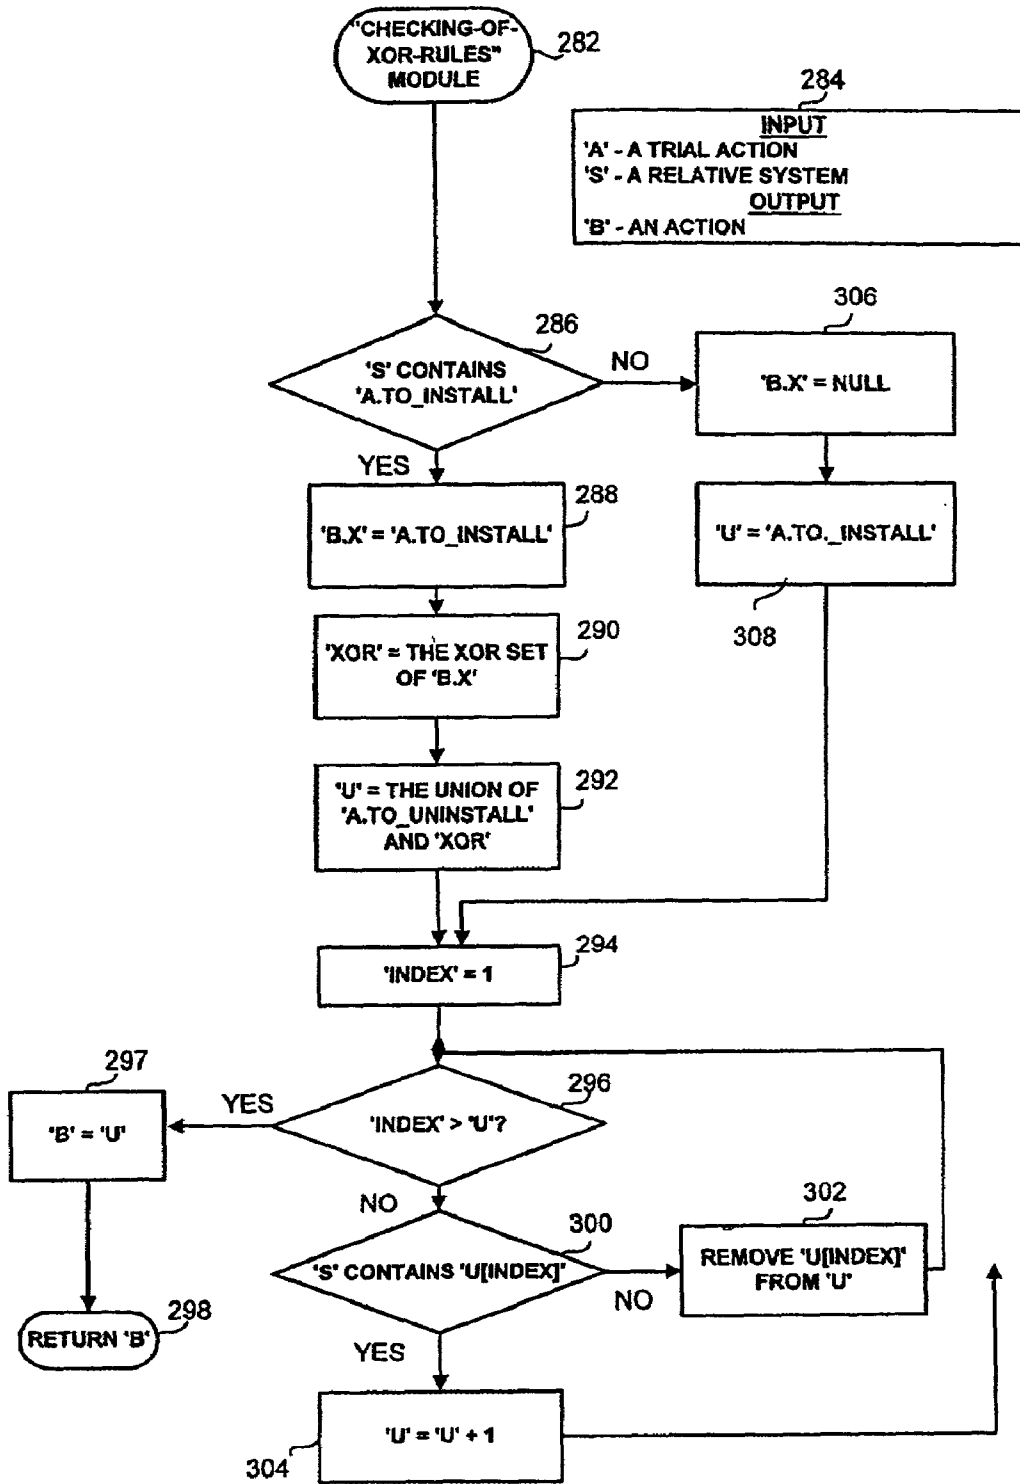 "CHECKING-OF-
XOR-RULES"
MODULE
282
284
INPUT
'A' - A TRIAL ACTION
'S' - A RELATIVE SYSTEM
OUTPUT
'B' - AN ACTION
286
'S' CONTAINS
'A.TO_INSTALL'
NO
306
'B.X' = NULL
YES
288
'B.X' = 'A.TO_INSTALL'
'U' = 'A.TO._INSTALL'
308
290
'XOR' = THE XOR SET
OF 'B.X'
292
'U' = THE UNION OF
'A.TO_UNINSTALL'
AND 'XOR'
294
'INDEX' = 1
297
'B' = 'U'
YES
296
'INDEX' > 'U'?
NO
300
'S' CONTAINS 'U[INDEX]'
NO
302
REMOVE 'U[INDEX]'
FROM 'U'
298
RETURN 'B'
YES
'U' = 'U' + 1
304